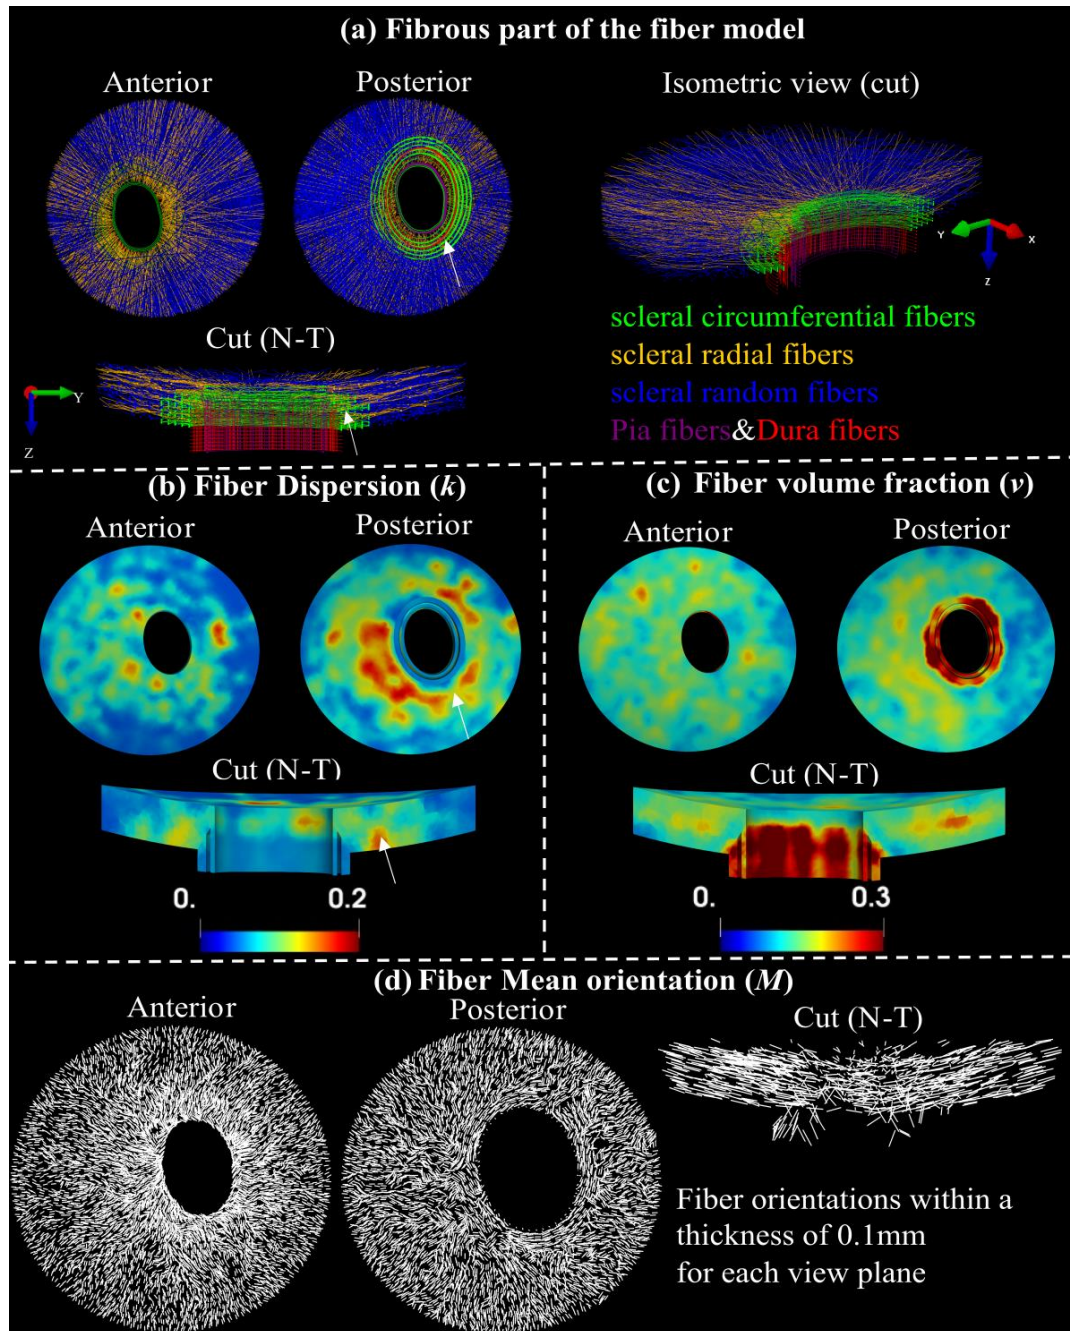 (a) Fibrous part of the fiber model
Anterior
Posterior
Isometric view (cut)
Y
X
Z
scleral circumferential fibers
scleral radial fibers
scleral random fibers
Pia fibers&Dura fibers
Cut (N-T)
Y
Z
(b) Fiber Dispersion (k)
Anterior
Posterior
Cut (N-T)
0. 0.2
(c) Fiber volume fraction (v)
Anterior
Posterior
Cut (N-T)
0. 0.3
(d) Fiber Mean orientation (M)
Anterior
Posterior
Cut (N-T)
Fiber orientations within a
thickness of 0.1mm
for each view plane